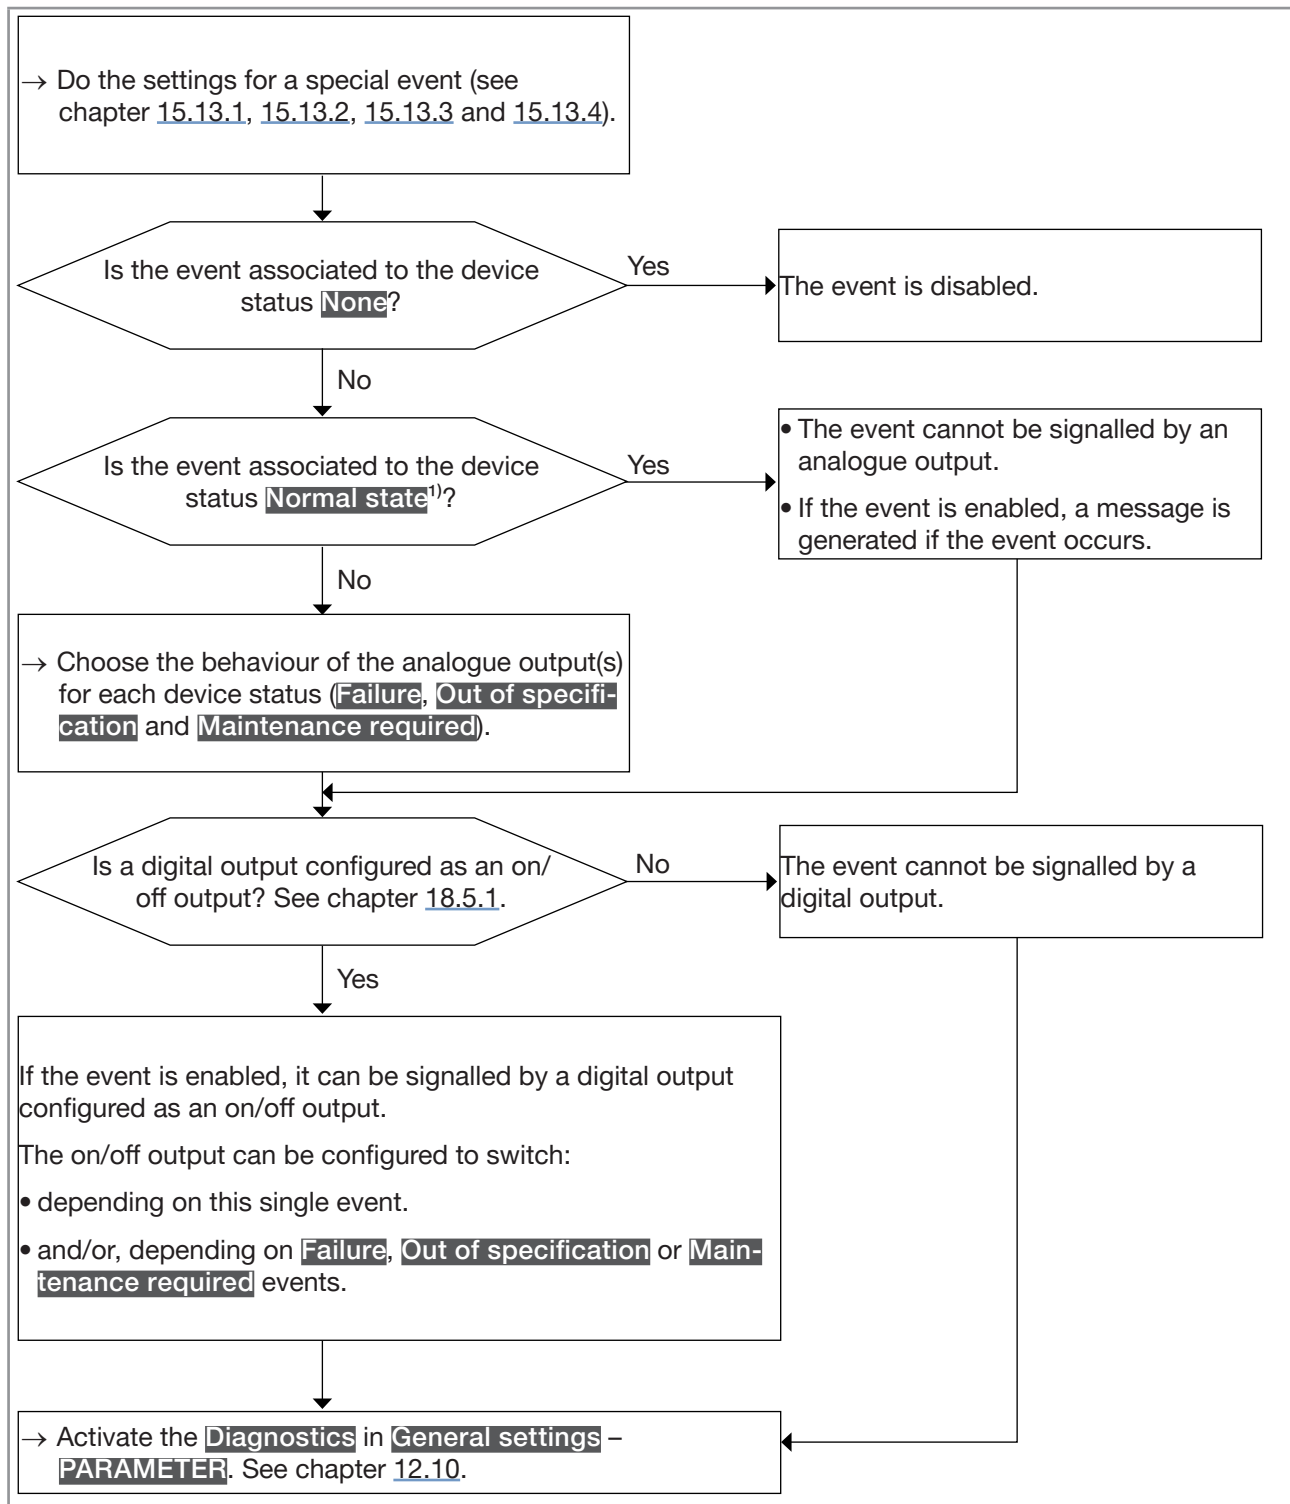 → Do the settings for a special event (see
chapter 15.13.1, 15.13.2, 15.13.3 and 15.13.4).
Is the event associated to the device
status None?
Yes
The event is disabled.
No
Is the event associated to the device
status Normal state1)?
Yes
• The event cannot be signalled by an
analogue output.
• If the event is enabled, a message is
generated if the event occurs.
No
→ Choose the behaviour of the analogue output(s)
for each device status (Failure, Out of specifi-
cation and Maintenance required).
Is a digital output configured as an on/
off output? See chapter 18.5.1.
No
The event cannot be signalled by a
digital output.
Yes
If the event is enabled, it can be signalled by a digital output
configured as an on/off output.
The on/off output can be configured to switch:
• depending on this single event.
• and/or, depending on Failure, Out of specification or Main-
tenance required events.
→ Activate the Diagnostics in General settings –
PARAMETER. See chapter 12.10.